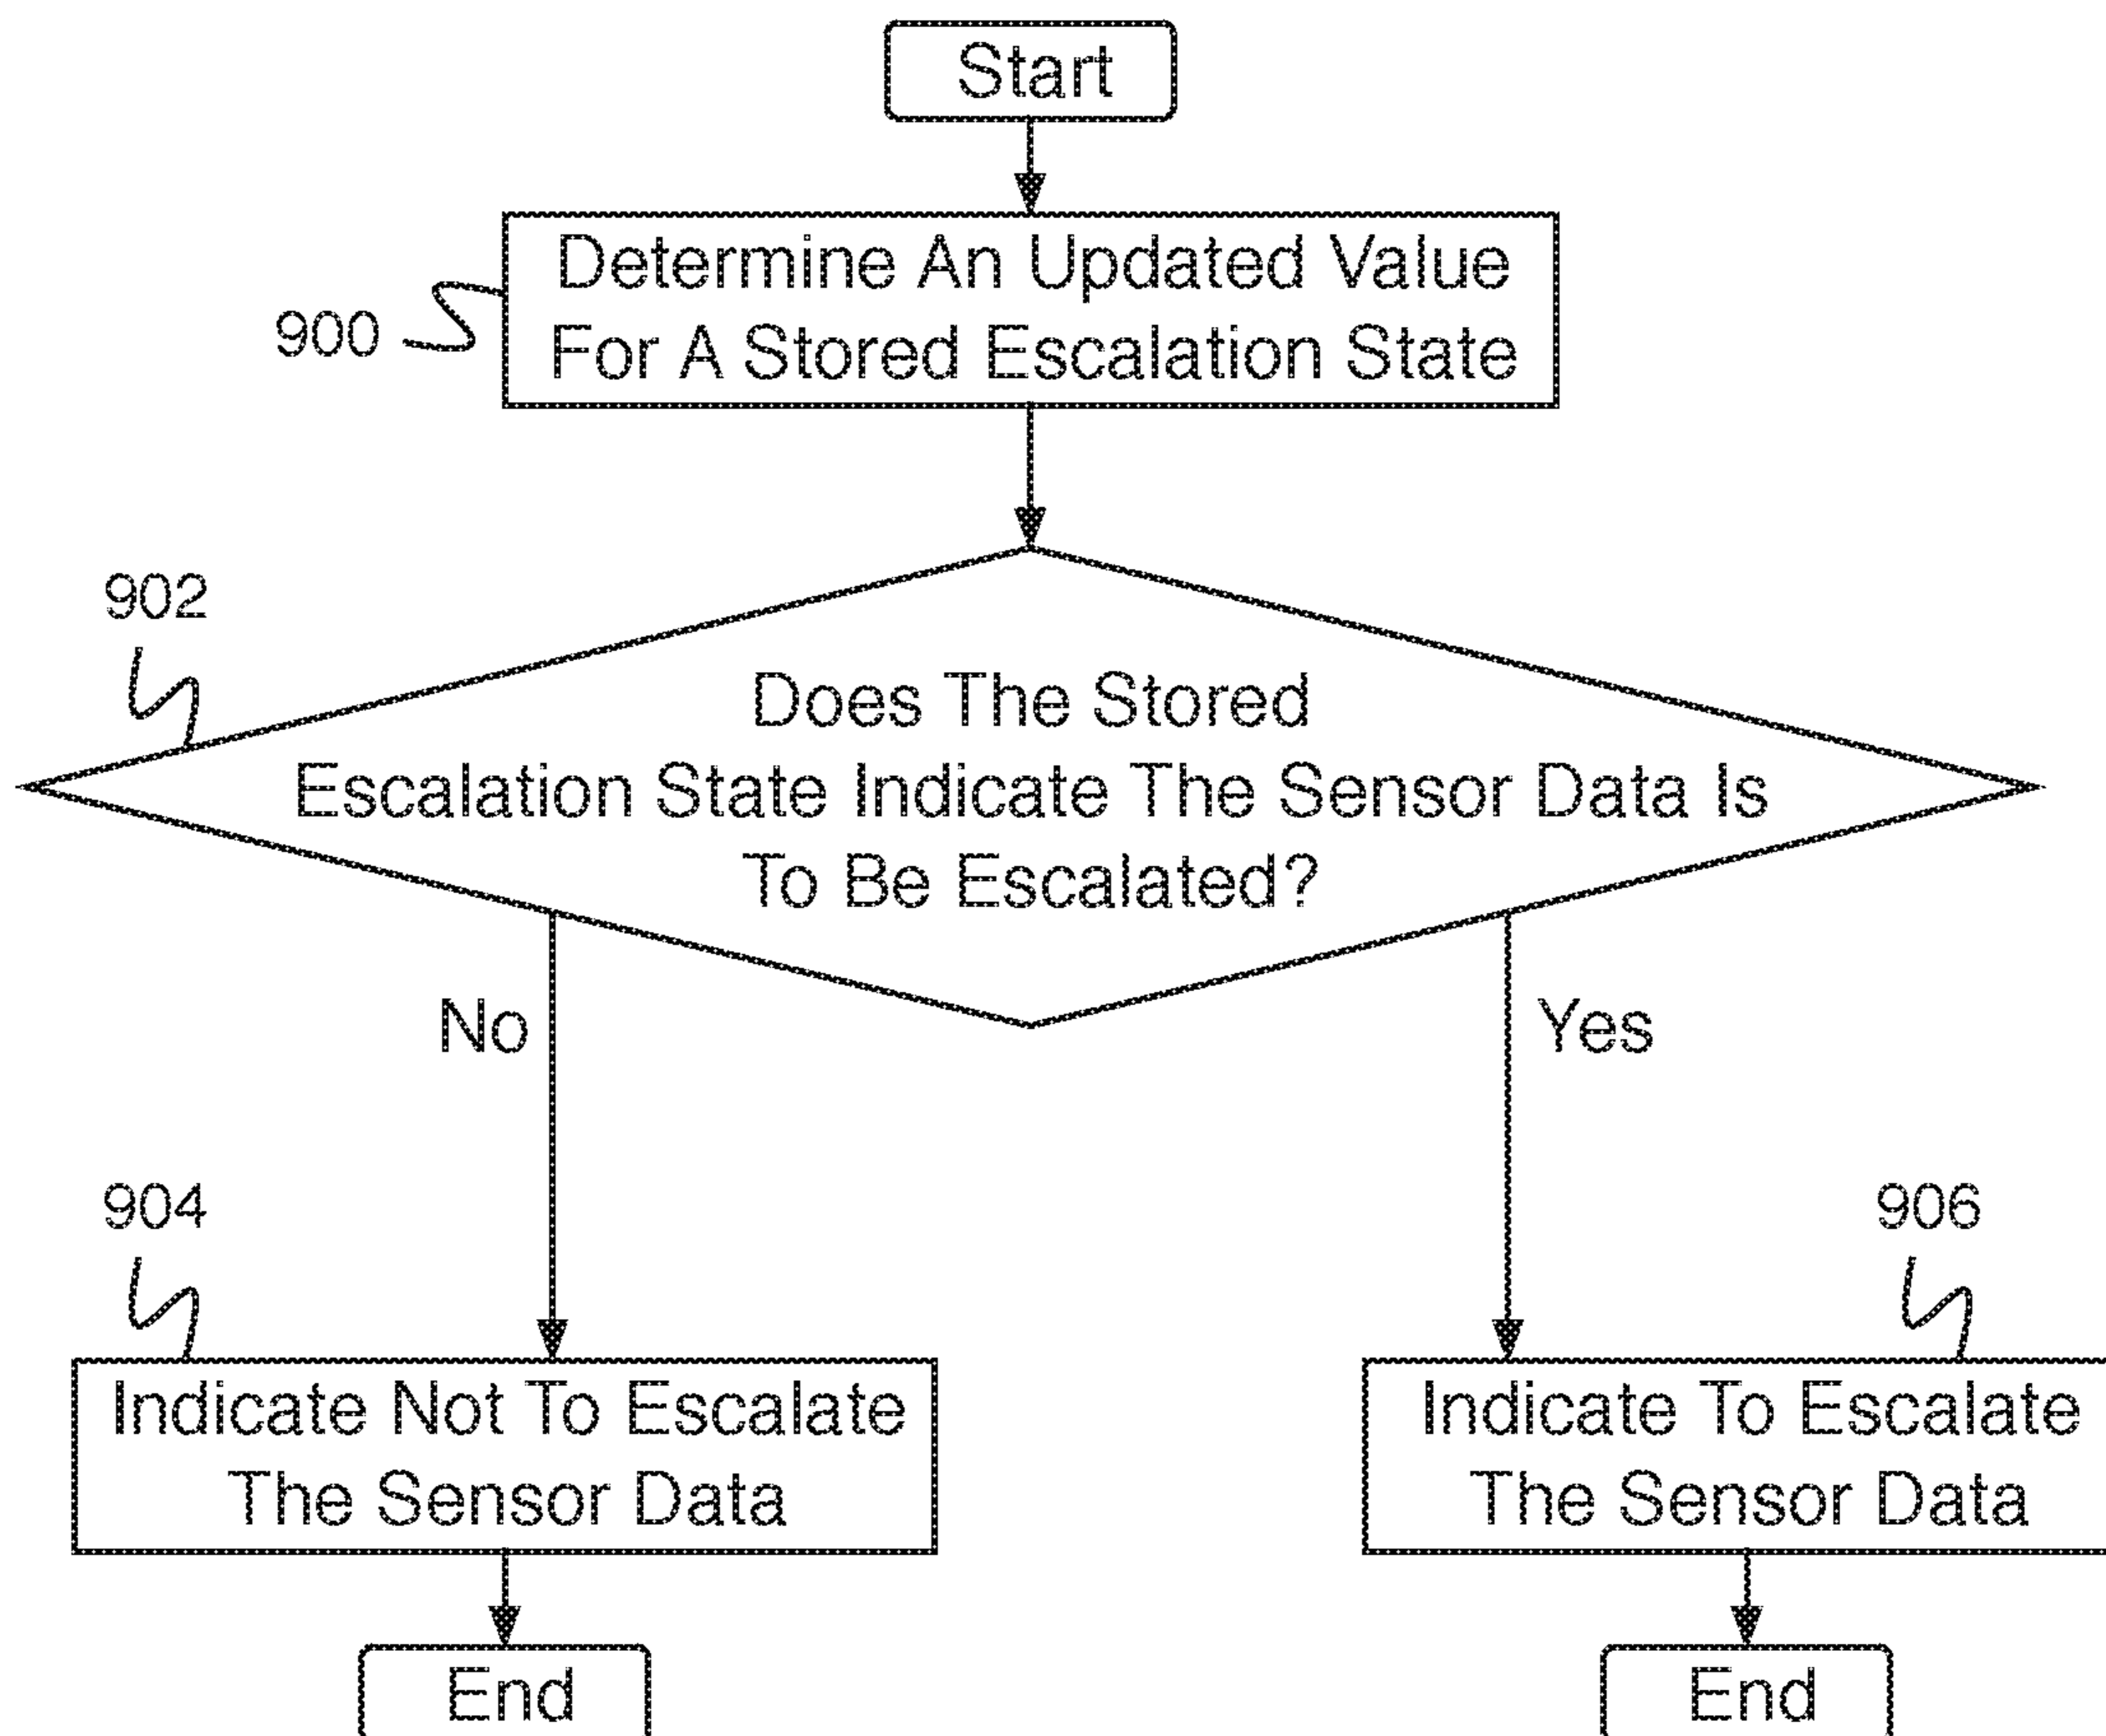 Start
Determine An Updated Value
For A Stored Escalation State
900
902
Does The Stored
Escalation State Indicate The Sensor Data Is
To Be Escalated?
No
Yes
904
906
Indicate Not To Escalate
The Sensor Data
Indicate To Escalate
The Sensor Data
End
End